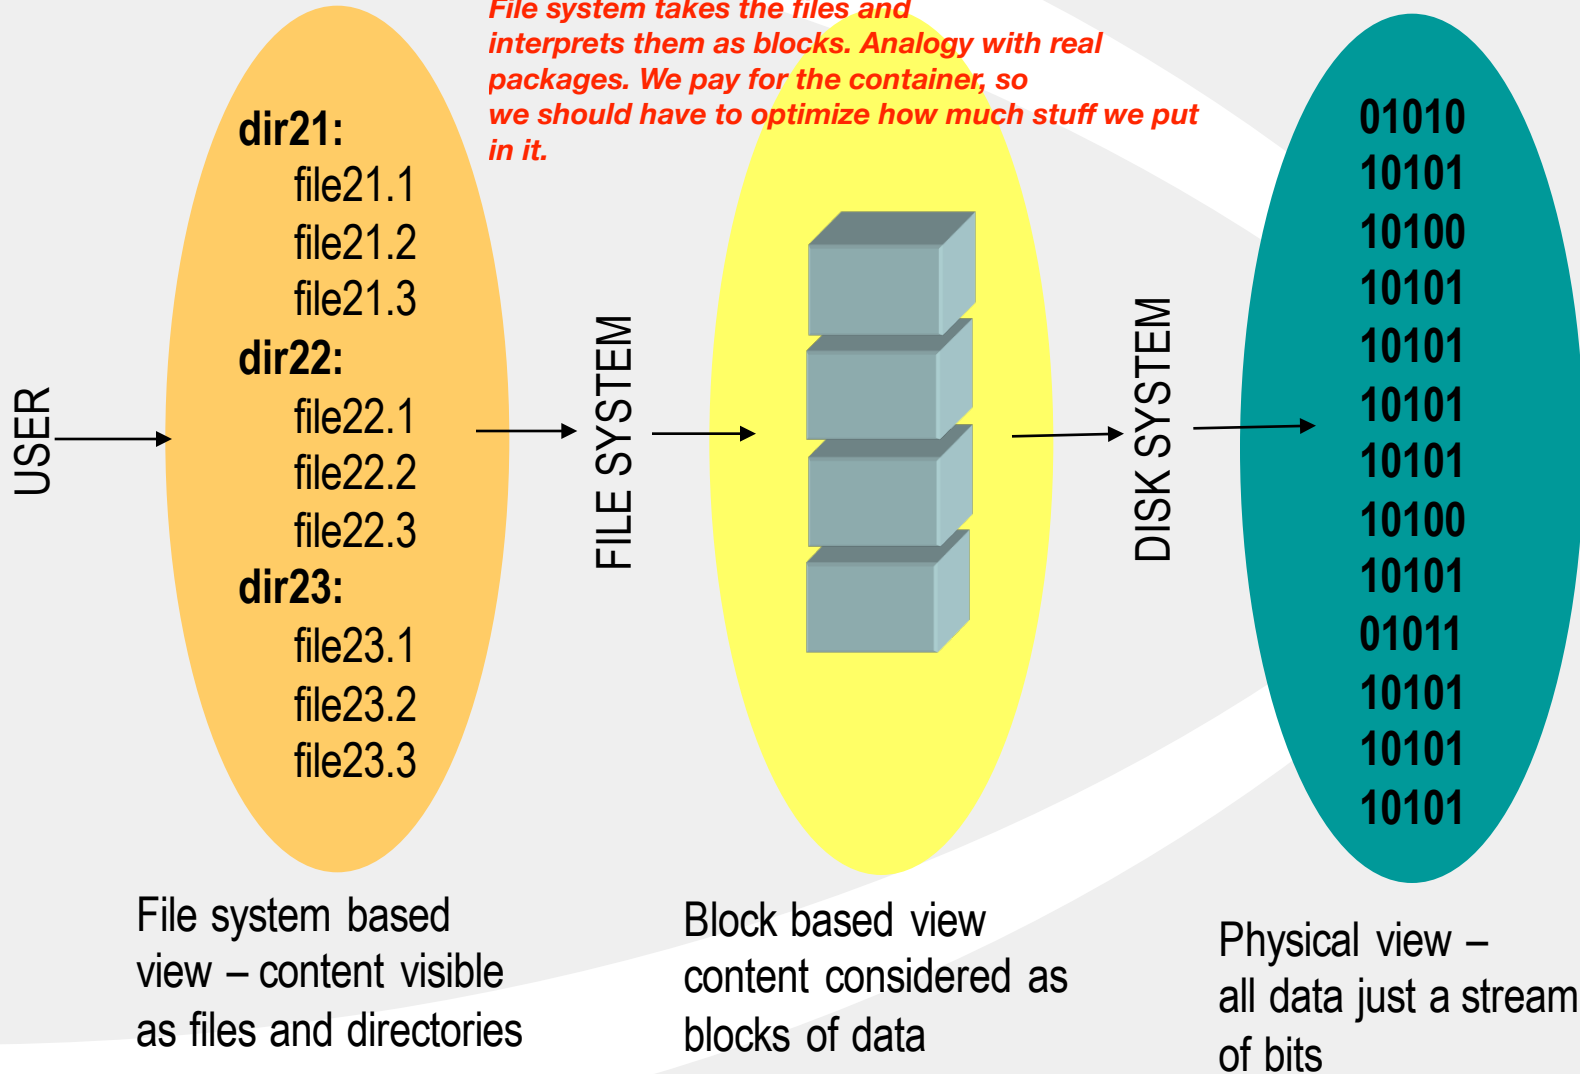 File system takes the files and
interprets them as blocks. Analogy with real
packages. We pay for the container, so
we should have to optimize how much stuff we put
in it.
USER
dir21:
file21.1
file21.2
file21.3
dir22:
file22.1
file22.2
file22.3
dir23:
file23.1
file23.2
file23.3
FILE SYSTEM
DISK SYSTEM
01010
10101
10100
10101
10101
10101
10101
10100
10101
01011
10101
10101
10101
File system based
view – content visible
as files and directories
Block based view
content considered as
blocks of data
Physical view –
all data just a stream
of bits